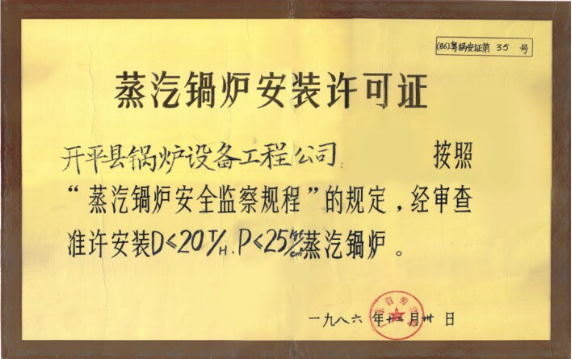 (86)粤锅安证第 35 号
蒸汽锅炉安装许可证
开平县锅炉设备工程公司: 按照
“蒸汽锅炉安全监察规程”的规定,经审查
准许安装D≤20T/H.P≤25kgf/cm²蒸汽锅炉。
一九八六年十二月卅日